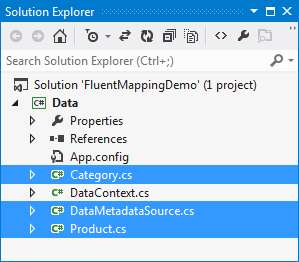 Solution Explorer
Search Solution Explorer (Ctrl+;)
Solution 'FluentMappingDemo' (1 project)
C# Data
Properties
References
App.config
C# Category.cs
C# DataContext.cs
C# DataMetadataSource.cs
C# Product.cs